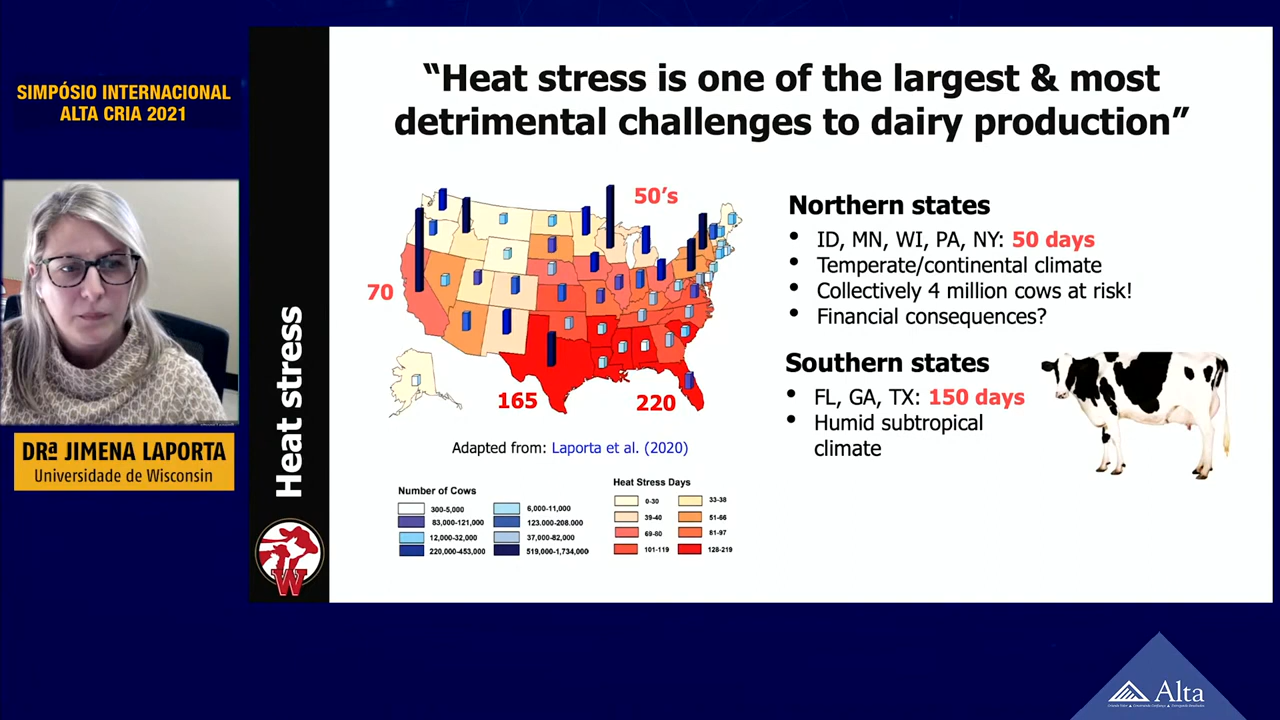 SIMPÓSIO INTERNACIONAL
ALTA CRIA 2021
DRª JIMENA LAPORTA
Universidade de Wisconsin
Heat stress
W
“Heat stress is one of the largest & most
detrimental challenges to dairy production”
50’s
70
165
220
Adapted from: Laporta et al. (2020)
Number of Cows
300-5,000
6,000-11,000
83,000-121,000
123,000-208,000
12,000-32,000
37,000-82,000
220,000-453,000
519,000-1,734,000
Heat Stress Days
0-30
33-38
39-40
51-66
69-80
81-97
101-119
128-219
Northern states
• ID, MN, WI, PA, NY: 50 days
• Temperate/continental climate
• Collectively 4 million cows at risk!
• Financial consequences?
Southern states
• FL, GA, TX: 150 days
• Humid subtropical
climate
Alta